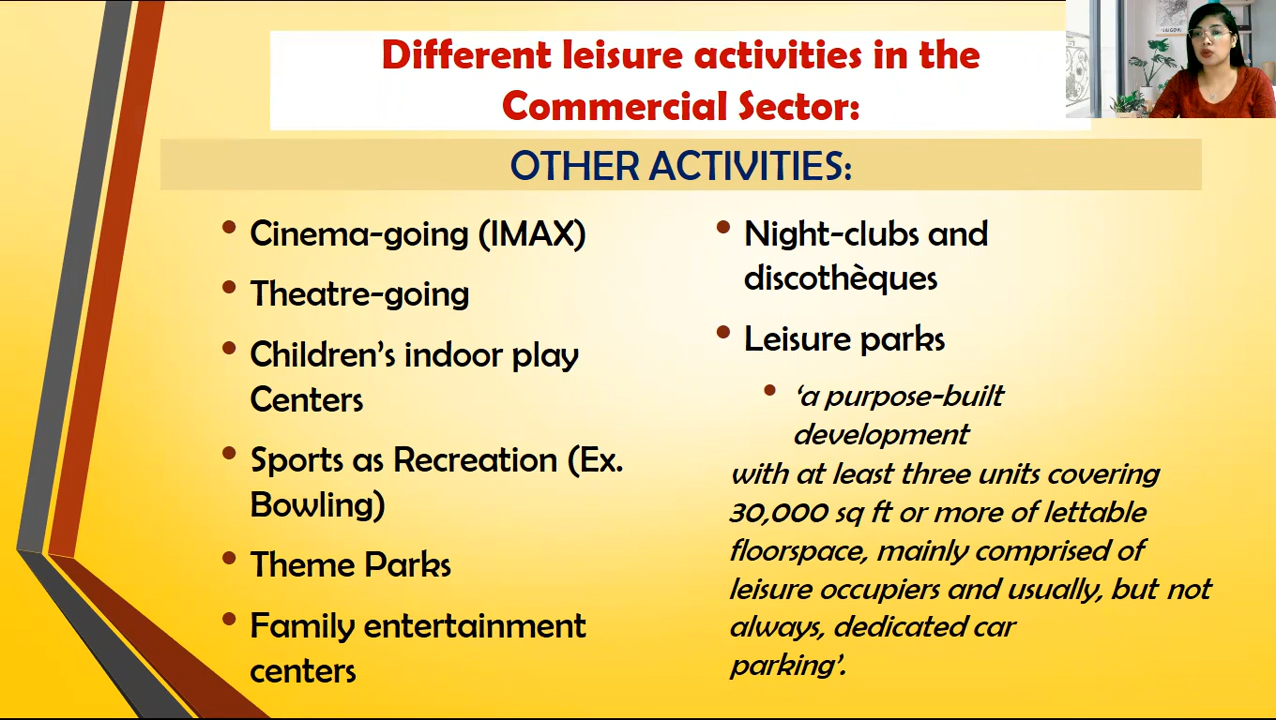 Different leisure activities in the
Commercial Sector:
OTHER ACTIVITIES:
• Cinema-going (IMAX)
• Theatre-going
• Children's indoor play
Centers
• Sports as Recreation (Ex.
Bowling)
• Theme Parks
• Family entertainment
centers
• Night-clubs and
discothèques
• Leisure parks
• 'a purpose-built
development
with at least three units covering
30,000 sq ft or more of lettable
floorspace, mainly comprised of
leisure occupiers and usually, but not
always, dedicated car
parking'.